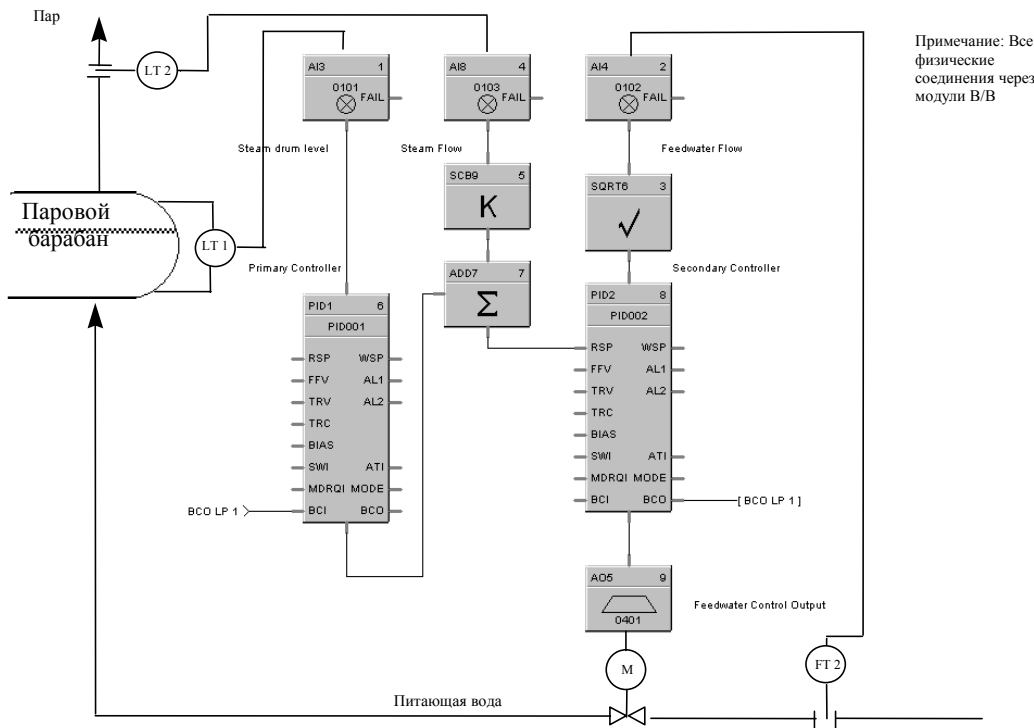 Пар
LT 2
Примечание: Все
физические
соединения через
модули В/В
AI3 1
0101
FAIL
AI8 4
0103
FAIL
AI4 2
0102
FAIL
Steam drum level
Steam Flow
Feedwater Flow
SCB9 5
K
SQRT6 3
√
Паровой
барабан
LT 1
Primary Controller
ADD7 7
Σ
Secondary Controller
PID1 6
PID001
RSP WSP
FFV AL1
TRV AL2
TRC
BIAS
SWI ATI
MDRQI MODE
BCI BCO
BCO LP 1
PID2 8
PID002
RSP WSP
FFV AL1
TRV AL2
TRC
BIAS
SWI ATI
MDRQI MODE
BCI BCO
[ BCO LP 1 ]
AO5 9
0401
Feedwater Control Output
M
FT 2
Питающая вода